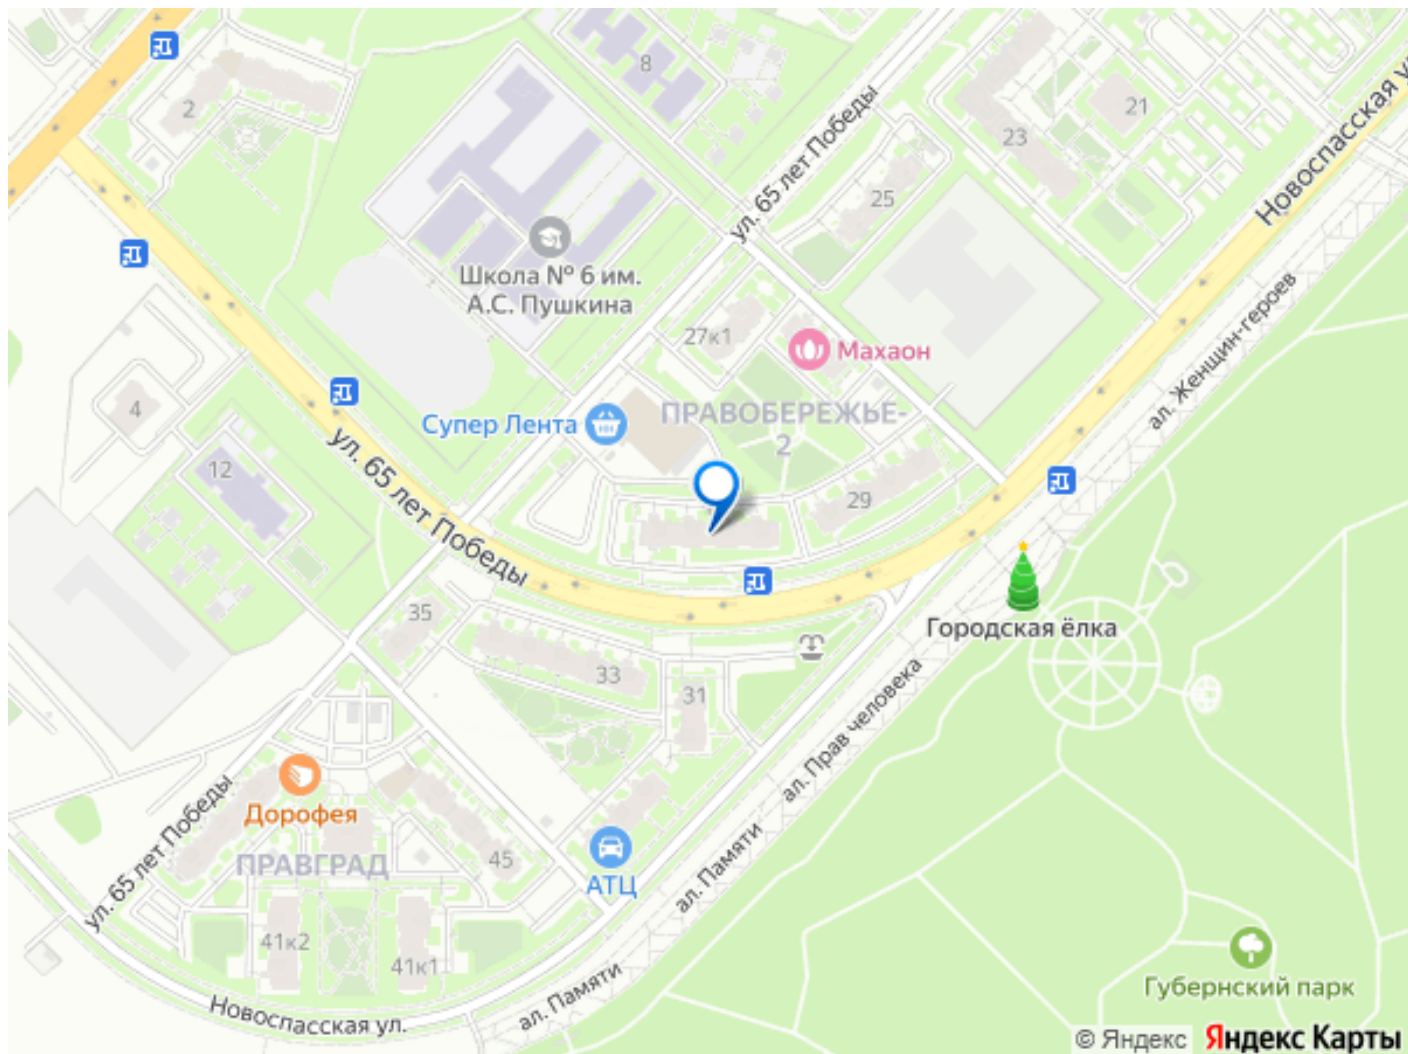 2
8
21
23
Новоспасская у
ул. 65 лет Победы
25
Школа № 6 им.
А.С. Пушкина
ал. Женщин-героев
27к1
Махаон
4
Супер Лента
ПРАВОБЕРЕЖЬЕ-
2
12
ул. 65 лет Победы
29
35
Городская ёлка
33
31
ал. Прав человека
Дорофея
ул. 65 лет Победы
ПРАВГРАД
45
АТЦ
ал. Памяти
41к2
41к1
Губернский парк
Новоспасская ул.
ал. Памяти
© Яндекс Яндекс Карты